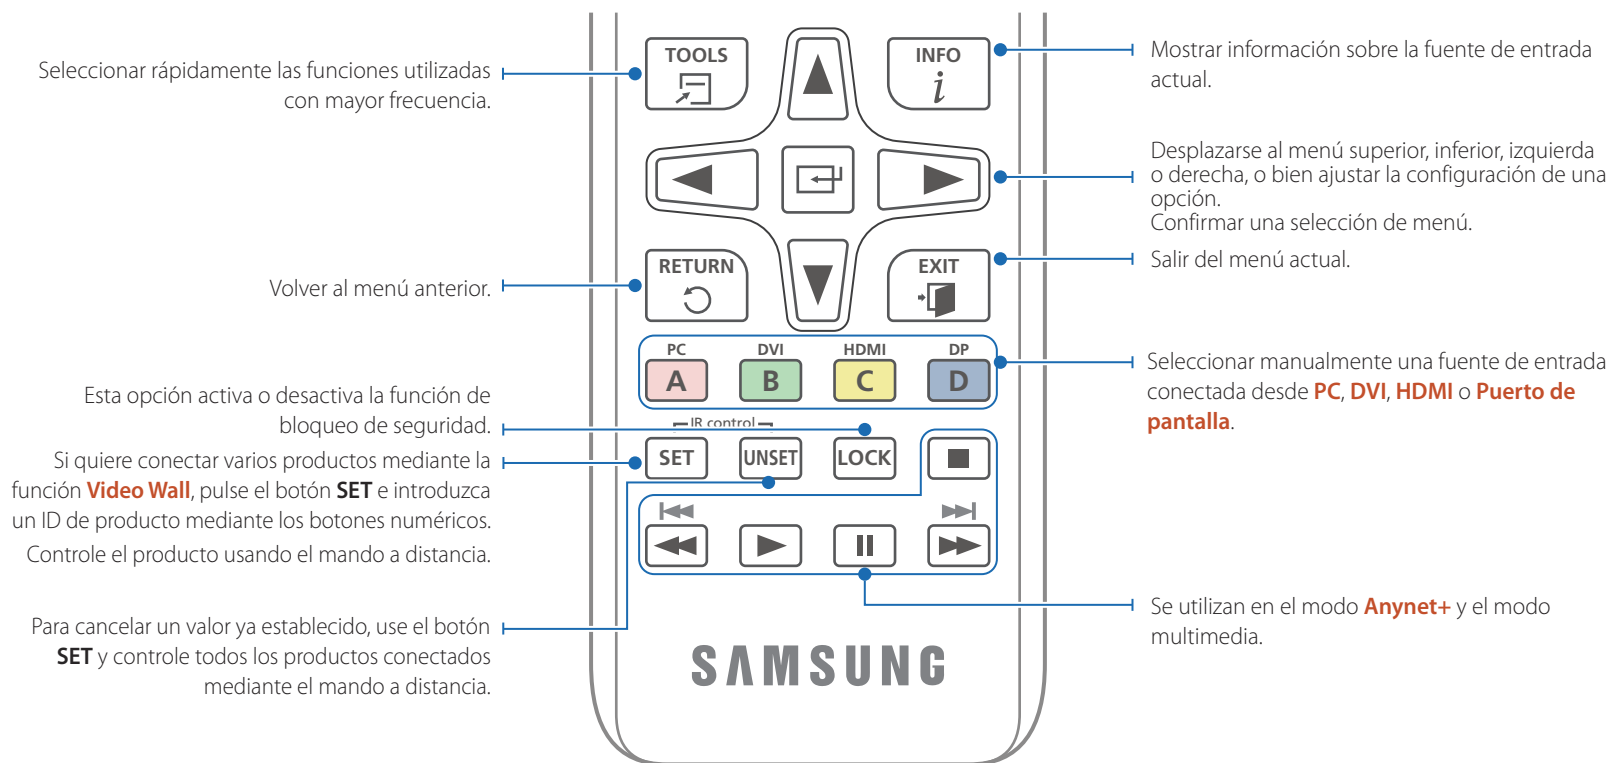 TOOLS
INFO
i
Seleccionar rápidamente las funciones utilizadas
con mayor frecuencia.
Mostrar información sobre la fuente de entrada
actual.
Desplazarse al menú superior, inferior, izquierda
o derecha, o bien ajustar la configuración de una
opción.
Confirmar una selección de menú.
RETURN
EXIT
Volver al menú anterior.
Salir del menú actual.
PC
DVI
HDMI
DP
A
B
C
D
Seleccionar manualmente una fuente de entrada
conectada desde PC, DVI, HDMI o Puerto de
pantalla.
Esta opción activa o desactiva la función de
bloqueo de seguridad.
IR control
SET
UNSET
LOCK
Si quiere conectar varios productos mediante la
función Video Wall, pulse el botón SET e introduzca
un ID de producto mediante los botones numéricos.
Controle el producto usando el mando a distancia.
Para cancelar un valor ya establecido, use el botón
SET y controle todos los productos conectados
mediante el mando a distancia.
Se utilizan en el modo Anynet+ y el modo
multimedia.
SAMSUNG